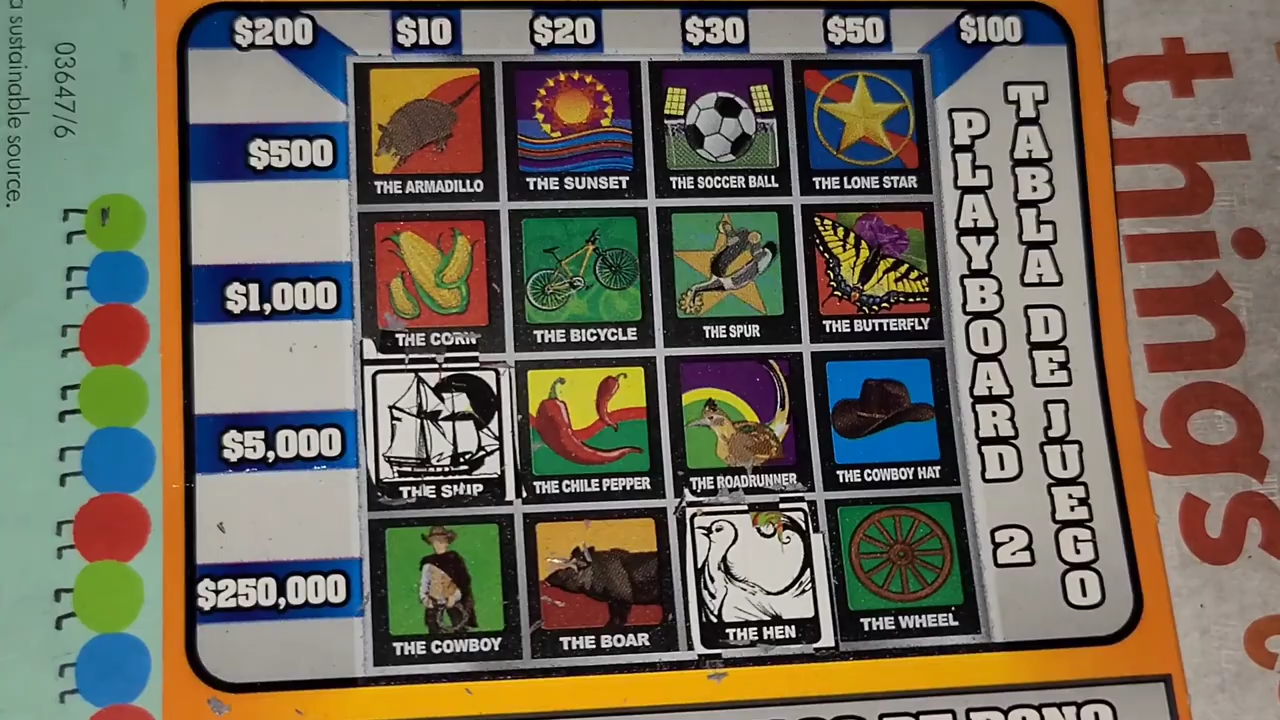 a sustainable source.
03647/6
$200 $10 $20 $30 $50 $100
$500
$1,000
$5,000
$250,000
THE ARMADILLO THE SUNSET THE SOCCER BALL THE LONE STAR
THE CORN THE BICYCLE THE SPUR THE BUTTERFLY
THE SHIP THE CHILE PEPPER THE ROADRUNNER THE COWBOY HAT
THE COWBOY THE BOAR THE HEN THE WHEEL
TABLA DE JUEGO
PLAYBOARD 2
things